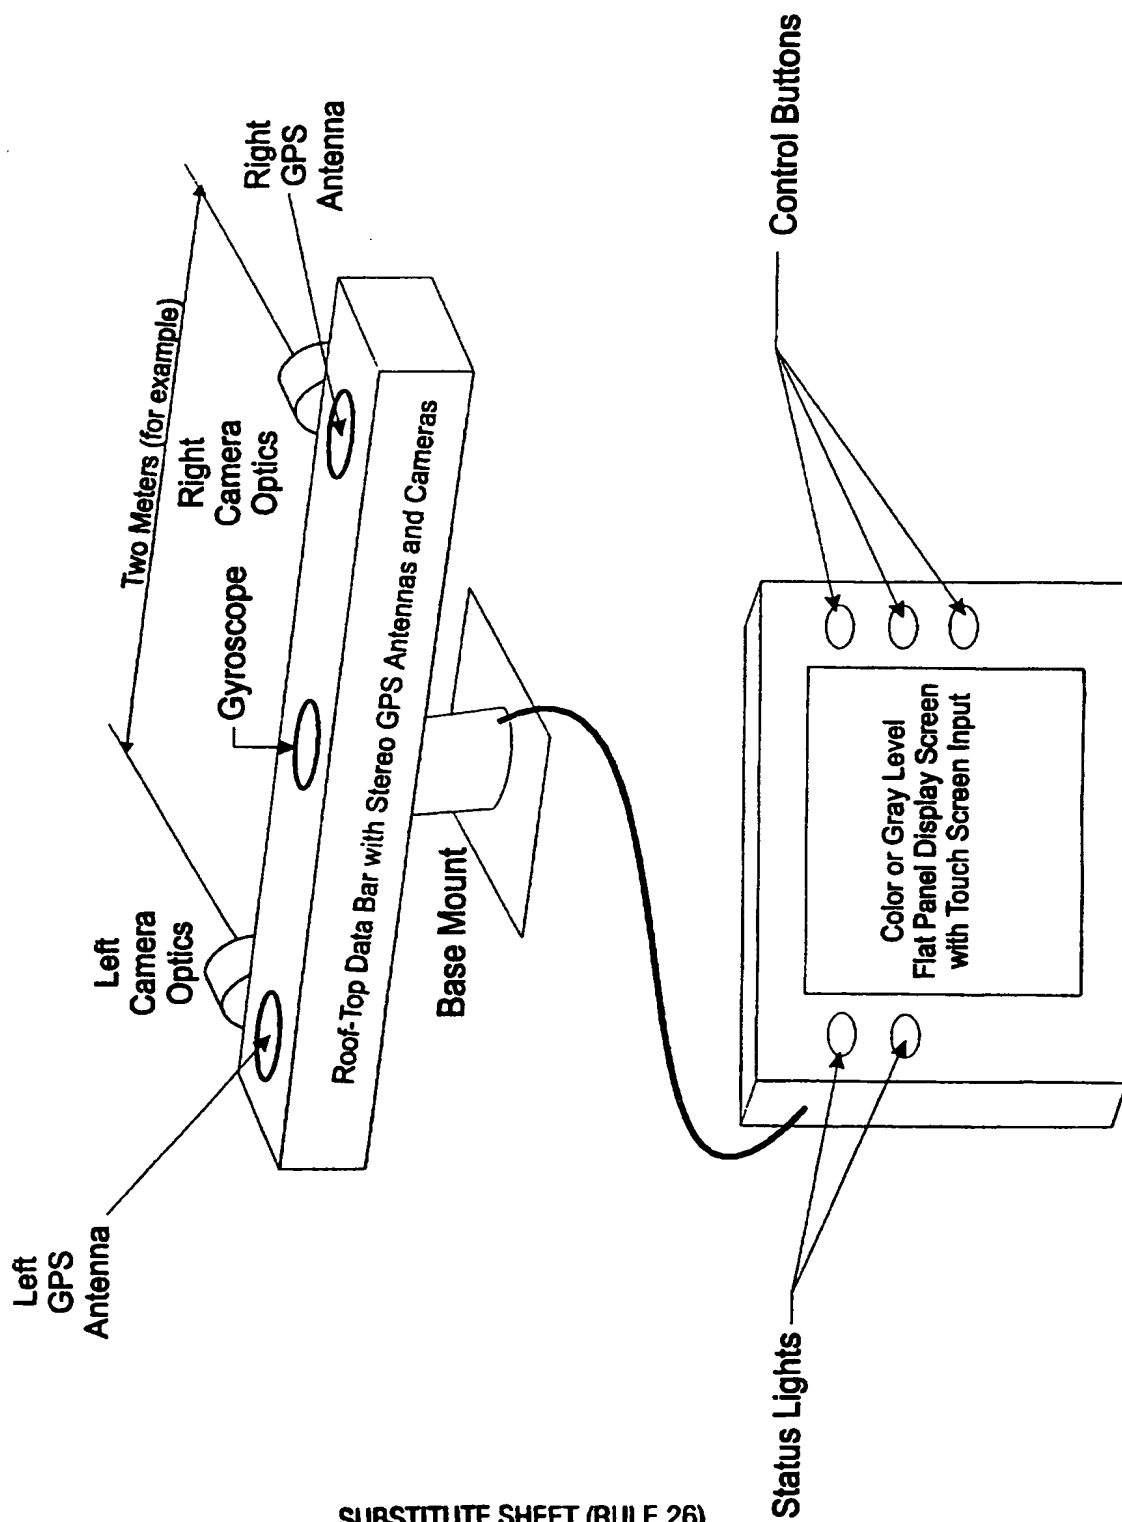 Left
GPS
Antenna
Left
Camera
Optics
Two Meters (for example)
Gyroscope
Right
Camera
Optics
Right
GPS
Antenna
Roof-Top Data Bar with Stereo GPS Antennas and Cameras
Base Mount
Status Lights
Color or Gray Level
Flat Panel Display Screen
with Touch Screen Input
Control Buttons
SUBSTITUTE SHEET (RULE 26)